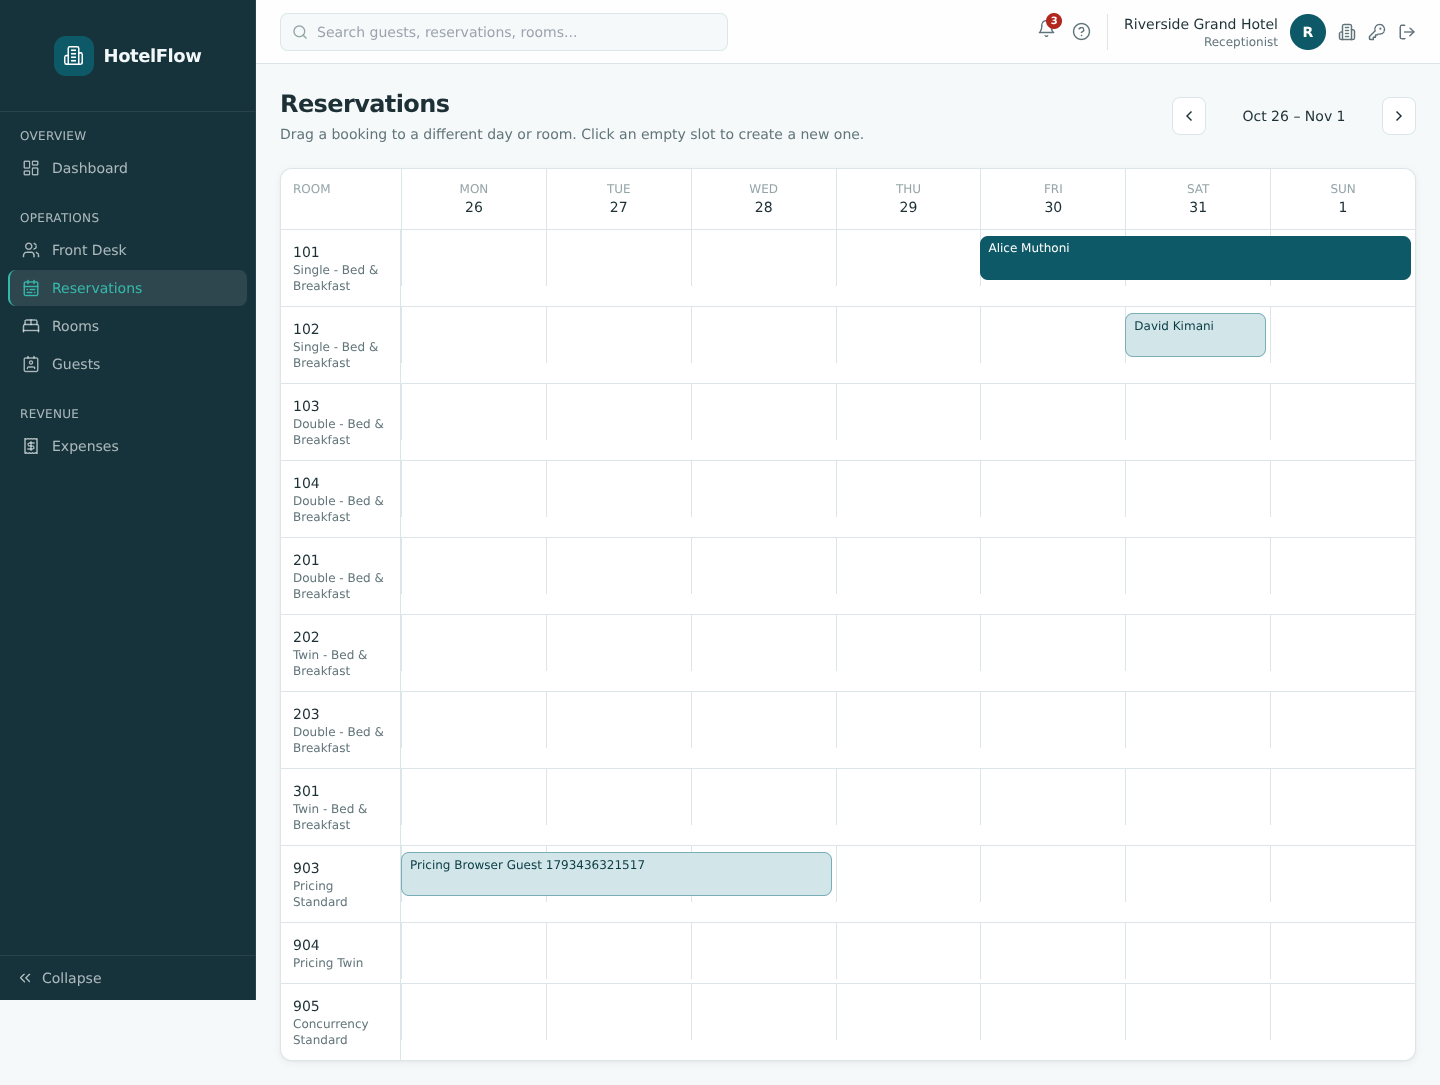 HotelFlow
OVERVIEW
Dashboard
OPERATIONS
Front Desk
Reservations
Rooms
Guests
REVENUE
Expenses
Collapse
Search guests, reservations, rooms...
3
Riverside Grand Hotel
Receptionist
R
Reservations
Drag a booking to a different day or room. Click an empty slot to create a new one.
Oct 26 – Nov 1
ROOM MON TUE WED THU FRI SAT SUN
26 27 28 29 30 31 1
101
Single - Bed &
Breakfast
Alice Muthoni
102
Single - Bed &
Breakfast
David Kimani
103
Double - Bed &
Breakfast
104
Double - Bed &
Breakfast
201
Double - Bed &
Breakfast
202
Twin - Bed &
Breakfast
203
Double - Bed &
Breakfast
301
Twin - Bed &
Breakfast
903
Pricing
Standard
Pricing Browser Guest 1793436321517
904
Pricing Twin
905
Concurrency
Standard